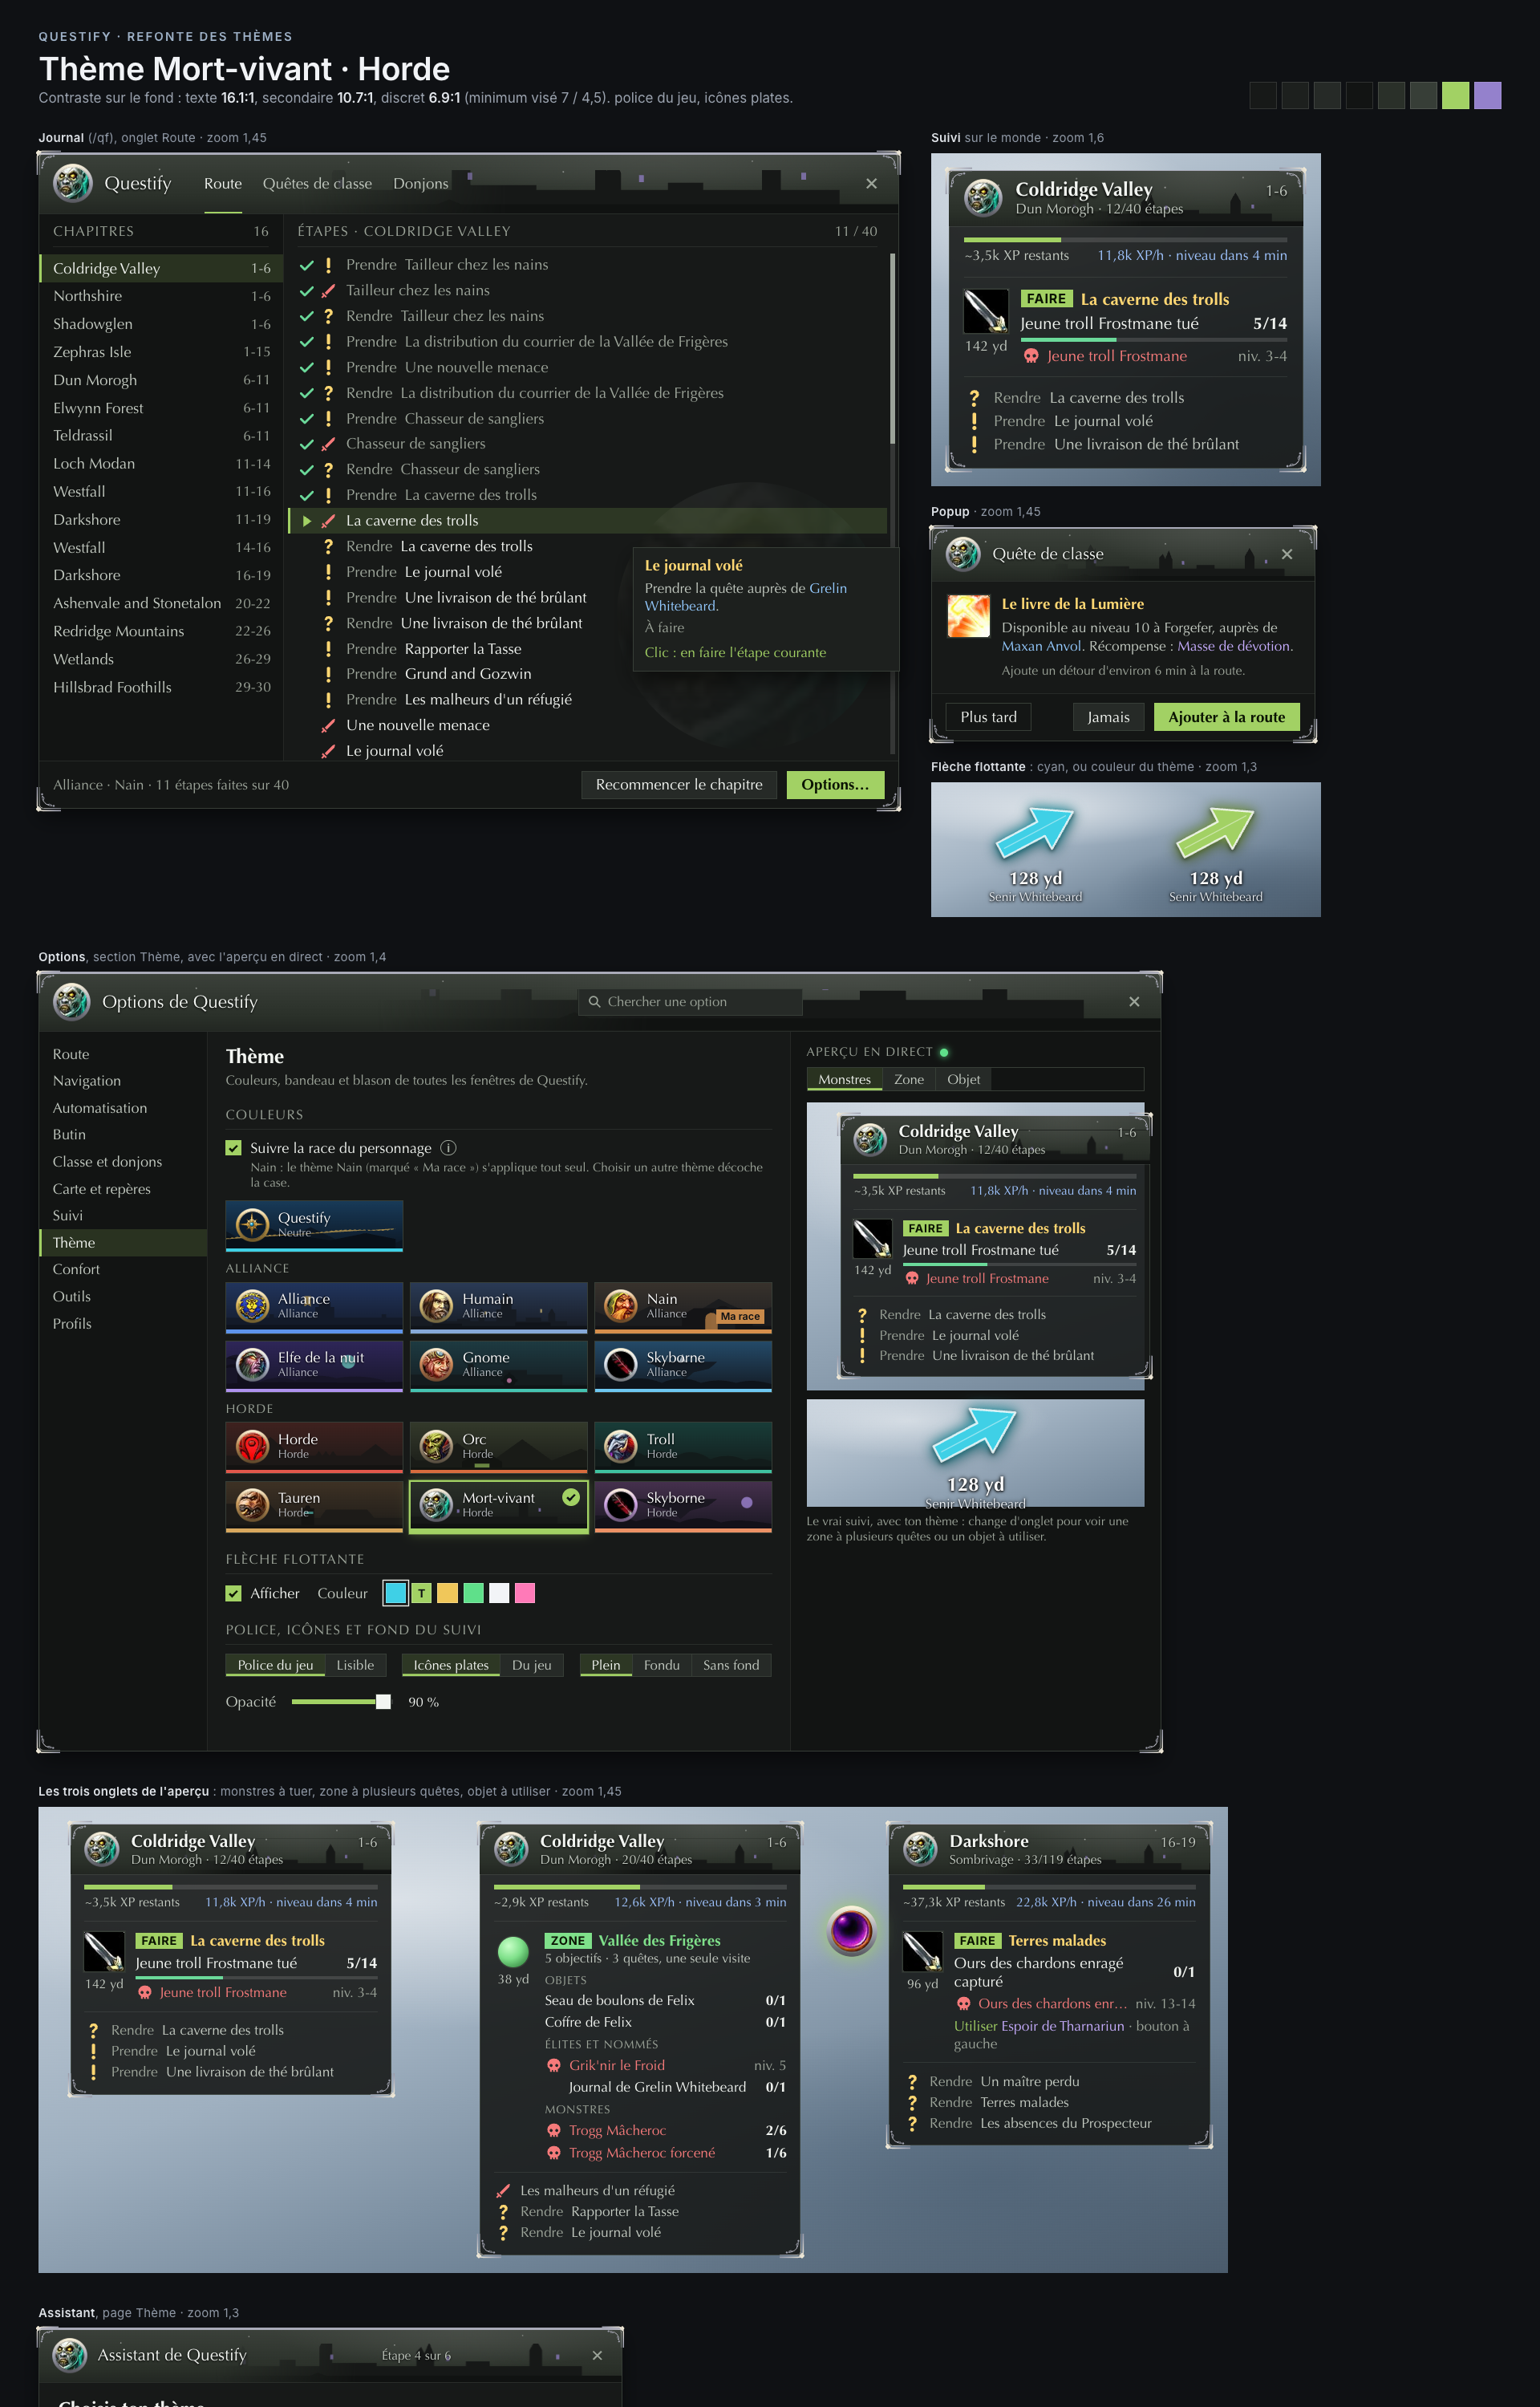 QUESTIFY · REFONTE DES THÈMES
Thème Mort-vivant · Horde
Contraste sur le fond : texte 16.1:1, secondaire 10.7:1, discret 6.9:1 (minimum visé 7 / 4,5). police du jeu, icônes plates.
Journal (/qf), onglet Route · zoom 1,45
Questify Route Quêtes de classe Donjons
CHAPITRES 16
Coldridge Valley 1-6
Northshire 1-6
Shadowglen 1-6
Zephras Isle 1-15
Dun Morogh 6-11
Elwynn Forest 6-11
Teldrassil 6-11
Loch Modan 11-14
Westfall 11-16
Darkshore 11-19
Westfall 14-16
Darkshore 16-19
Ashenvale and Stonetalon 20-22
Redridge Mountains 22-26
Wetlands 26-29
Hillsbrad Foothills 29-30
ÉTAPES · COLDRIDGE VALLEY 11 / 40
Prendre Tailleur chez les nains
Tailleur chez les nains
Rendre Tailleur chez les nains
Prendre La distribution du courrier de la Vallée de Frigères
Prendre Une nouvelle menace
Rendre La distribution du courrier de la Vallée de Frigères
Prendre Chasseur de sangliers
Chasseur de sangliers
Rendre Chasseur de sangliers
Prendre La caverne des trolls
La caverne des trolls
Rendre La caverne des trolls
Prendre Le journal volé
Prendre Une livraison de thé brûlant
Rendre Une livraison de thé brûlant
Prendre Rapporter la Tasse
Prendre Grund and Gozwin
Prendre Les malheurs d'un réfugié
Une nouvelle menace
Le journal volé
Le journal volé
Prendre la quête auprès de Grelin
Whitebeard.
À faire
Clic : en faire l'étape courante
Alliance · Nain · 11 étapes faites sur 40
Recommencer le chapitre Options...
Suivi sur le monde · zoom 1,6
Coldridge Valley 1-6
Dun Morogh · 12/40 étapes
~3,5k XP restants 11,8k XP/h · niveau dans 4 min
FAIRE La caverne des trolls
Jeune troll Frostmane tué 5/14
142 yd
Jeune troll Frostmane niv. 3-4
Rendre La caverne des trolls
Prendre Le journal volé
Prendre Une livraison de thé brûlant
Popup · zoom 1,45
Quête de classe
Le livre de la Lumière
Disponible au niveau 10 à Forgefer, auprès de
Maxan Anvol. Récompense : Masse de dévotion.
Ajoute un détour d'environ 6 min à la route.
Plus tard Jamais Ajouter à la route
Flèche flottante : cyan, ou couleur du thème · zoom 1,3
128 yd 128 yd
Senir Whitebeard Senir Whitebeard
Options, section Thème, avec l'aperçu en direct · zoom 1,4
Options de Questify Chercher une option
Route
Navigation
Automatisation
Butin
Classe et donjons
Carte et repères
Suivi
Thème
Confort
Outils
Profils
Thème
Couleurs, bandeau et blason de toutes les fenêtres de Questify.
COULEURS
Suivre la race du personnage i
Nain : le thème Nain (marqué « Ma race ») s'applique tout seul. Choisir un autre thème décoche
la case.
Questify
Neutre
ALLIANCE
Alliance Humain Nain
Alliance Alliance Alliance Ma race
Elfe de la nuit Gnome Skyborne
Alliance Alliance Alliance
HORDE
Horde Orc Troll
Horde Horde Horde
Tauren Mort-vivant Skyborne
Horde Horde Horde
FLÈCHE FLOTTANTE
Afficher Couleur T
POLICE, ICÔNES ET FOND DU SUIVI
Police du jeu Lisible Icônes plates Du jeu Plein Fondu Sans fond
Opacité 90 %
APERÇU EN DIRECT
Monstres Zone Objet
Coldridge Valley 1-6
Dun Morogh · 12/40 étapes
~3,5k XP restants 11,8k XP/h · niveau dans 4 min
FAIRE La caverne des trolls
Jeune troll Frostmane tué 5/14
142 yd
Jeune troll Frostmane niv. 3-4
Rendre La caverne des trolls
Prendre Le journal volé
Prendre Une livraison de thé brûlant
128 yd
Senir Whitebeard
Le vrai suivi, avec ton thème : change d'onglet pour voir une
zone à plusieurs quêtes ou un objet à utiliser.
Les trois onglets de l'aperçu : monstres à tuer, zone à plusieurs quêtes, objet à utiliser · zoom 1,45
Coldridge Valley 1-6
Dun Morogh · 12/40 étapes
~3,5k XP restants 11,8k XP/h · niveau dans 4 min
FAIRE La caverne des trolls
Jeune troll Frostmane tué 5/14
142 yd
Jeune troll Frostmane niv. 3-4
Rendre La caverne des trolls
Prendre Le journal volé
Prendre Une livraison de thé brûlant
Coldridge Valley 1-6
Dun Morogh · 20/40 étapes
~2,9k XP restants 12,6k XP/h · niveau dans 3 min
ZONE Vallée des Frigères
5 objectifs · 3 quêtes, une seule visite
38 yd
OBJETS
Seau de boulons de Felix 0/1
Coffre de Felix 0/1
ÉLITES ET NOMMÉS
Grik'nir le Froid niv. 5
Journal de Grelin Whitebeard 0/1
MONSTRES
Trogg Mâcheroc 2/6
Trogg Mâcheroc forcené 1/6
Les malheurs d'un réfugié
Rendre Rapporter la Tasse
Rendre Le journal volé
Darkshore 16-19
Sombrivage · 33/119 étapes
~37,3k XP restants 22,8k XP/h · niveau dans 26 min
FAIRE Terres malades
Ours des chardons enragé
capturé 0/1
96 yd
Ours des chardons enr... niv. 13-14
Utiliser Espoir de Tharnariun · bouton à
gauche
Rendre Un maître perdu
Rendre Terres malades
Rendre Les absences du Prospecteur
Assistant, page Thème · zoom 1,3
Assistant de Questify Étape 4 sur 6
Choisis ton thème